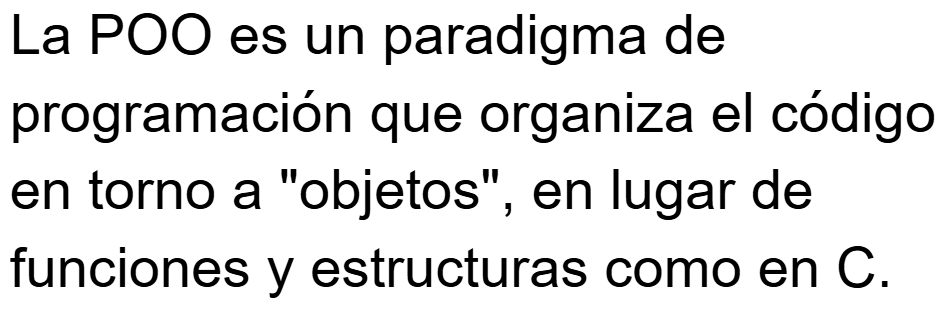 La POO es un paradigma de
programación que organiza el código
en torno a "objetos", en lugar de
funciones y estructuras como en C.